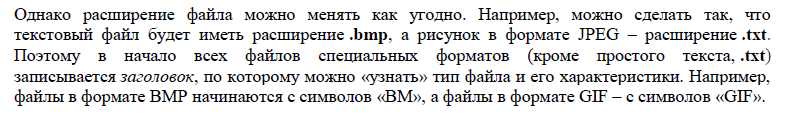 Однако расширение файла можно менять как угодно. Например, можно сделать так, что
текстовый файл будет иметь расширение .bmp, а рисунок в формате JPEG – расширение .txt.
Поэтому в начало всех файлов специальных форматов (кроме простого текста, .txt)
записывается заголовок, по которому можно «узнать» тип файла и его характеристики. Например,
файлы в формате BMP начинаются с символов «BM», а файлы в формате GIF – с символов «GIF».